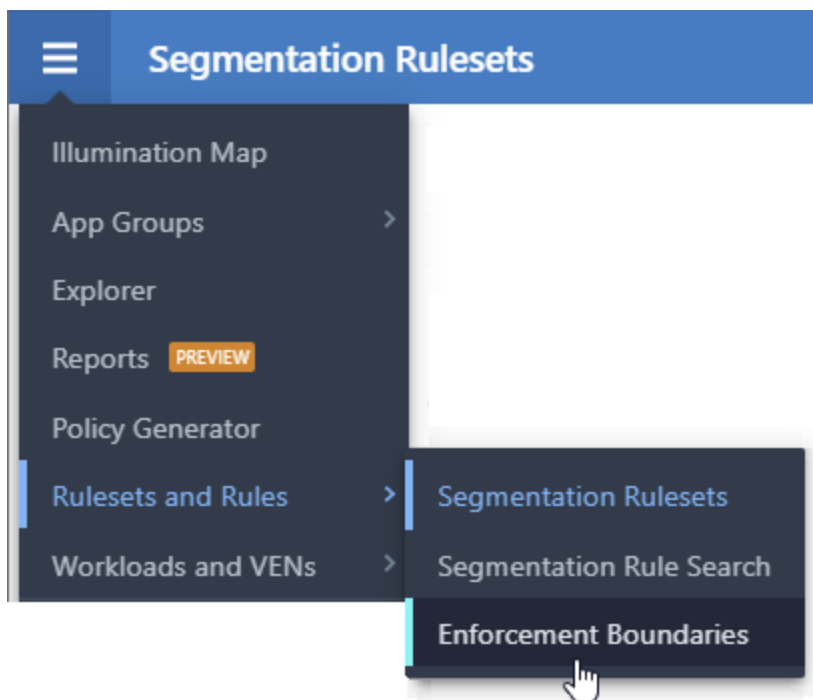 Segmentation Rulesets
Illumination Map
App Groups
Explorer
Reports PREVIEW
Policy Generator
Rulesets and Rules
Workloads and VENs
Segmentation Rulesets
Segmentation Rule Search
Enforcement Boundaries